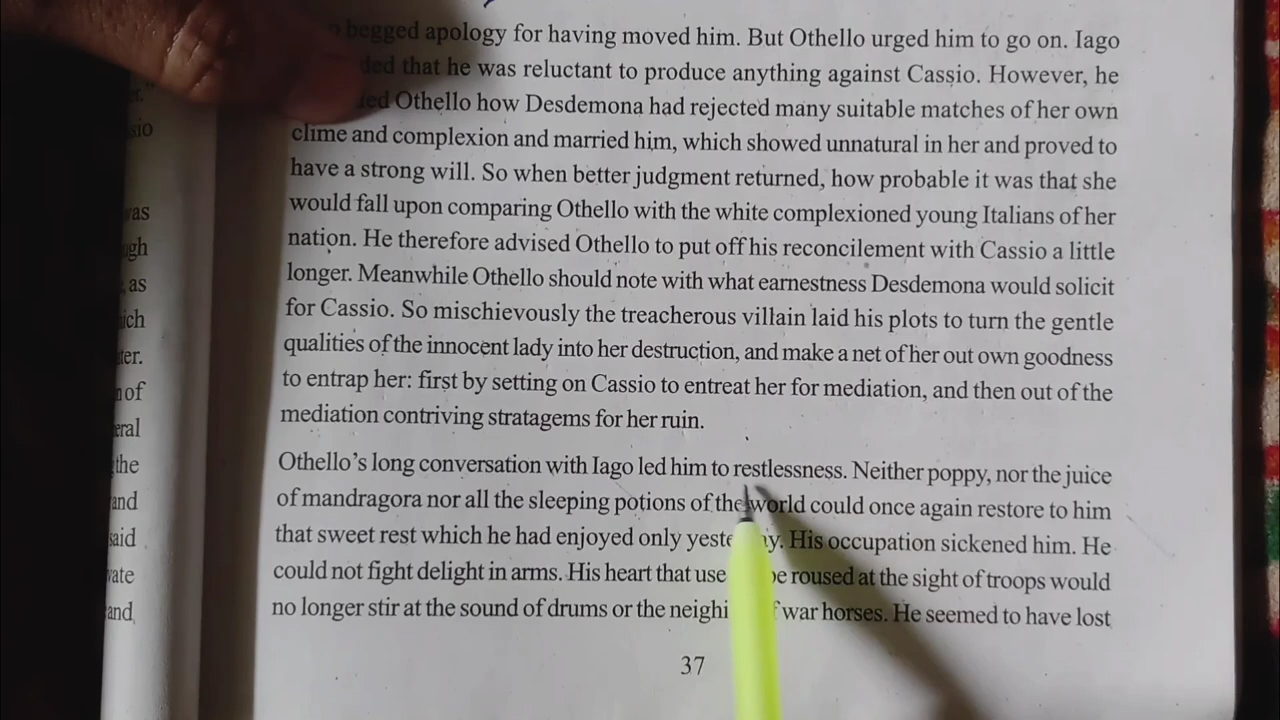 begged apology for having moved him. But Othello urged him to go on. Iago
that he was reluctant to produce anything against Cassio. However, he
Othello how Desdemona had rejected many suitable matches of her own
clime and complexion and married him, which showed unnatural in her and proved to
have a strong will. So when better judgment returned, how probable it was that she
would fall upon comparing Othello with the white complexioned young Italians of her
nation. He therefore advised Othello to put off his reconcilement with Cassio a little
longer. Meanwhile Othello should note with what earnestness Desdemona would solicit
for Cassio. So mischievously the treacherous villain laid his plots to turn the gentle
qualities of the innocent lady into her destruction, and make a net of her out own goodness
to entrap her: first by setting on Cassio to entreat her for mediation, and then out of the
mediation contriving stratagems for her ruin.
Othello's long conversation with Iago led him to restlessness. Neither poppy, nor the juice
of mandragora nor all the sleeping potions of the world could once again restore to him
that sweet rest which he had enjoyed only His occupation sickened him. He
could not fight delight in arms. His heart that roused at the sight of troops would
no longer stir at the sound of drums or the war horses. He seemed to have lost
37
as
the
and
of
and